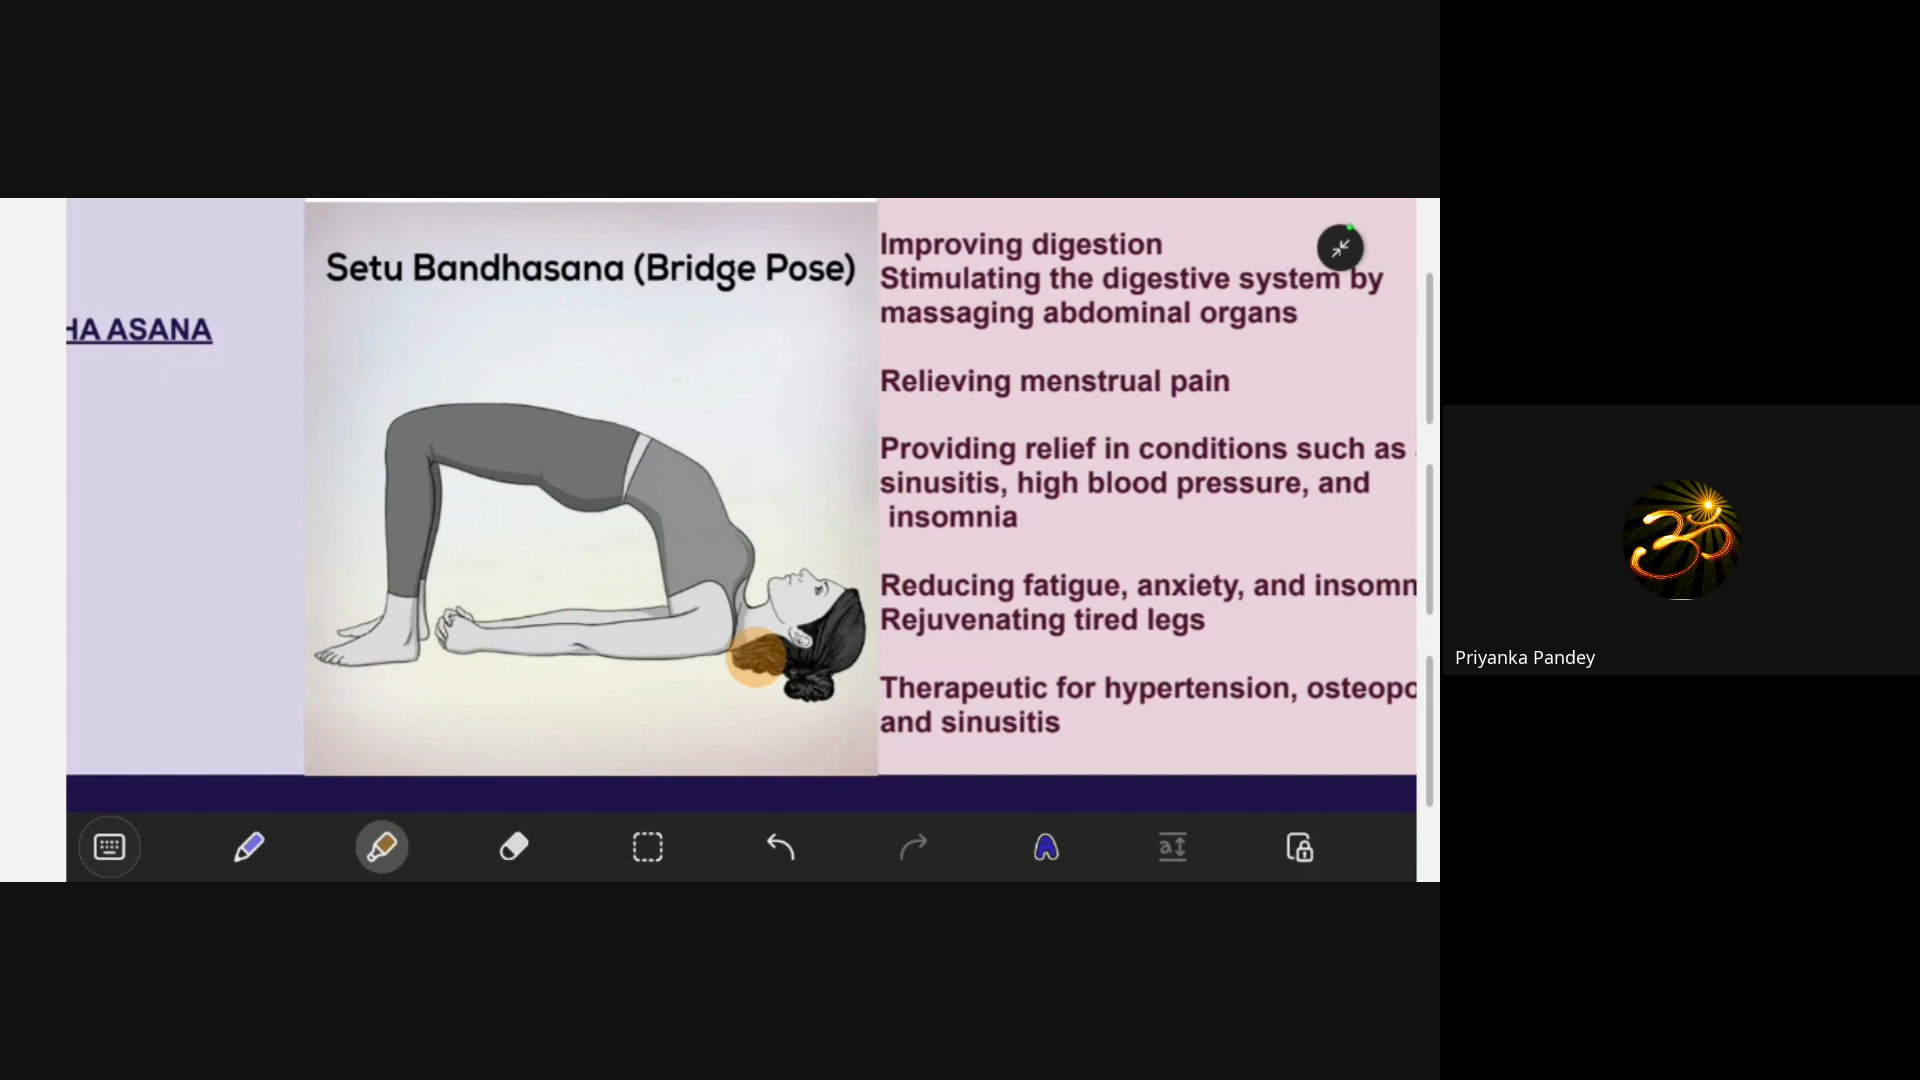 HA ASANA
Setu Bandhasana (Bridge Pose)
Improving digestion
Stimulating the digestive system by
massaging abdominal organs
Relieving menstrual pain
Providing relief in conditions such as
sinusitis, high blood pressure, and
insomnia
Reducing fatigue, anxiety, and insomn
Rejuvenating tired legs
Therapeutic for hypertension, osteopo
and sinusitis
ॐ
Priyanka Pandey
A
a